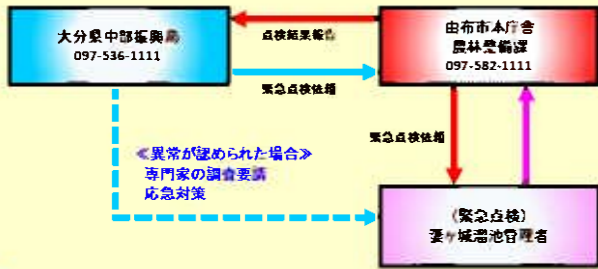 大分県中部振興局
097-536-1111
点検結果報告
由布市本庁舎
農林整備課
097-582-1111
緊急点検依頼
緊急点検依頼
≪異常が認められた場合≫
専門家の調査要請
応急対策
（緊急点検）
妻ヶ城溜池管理者